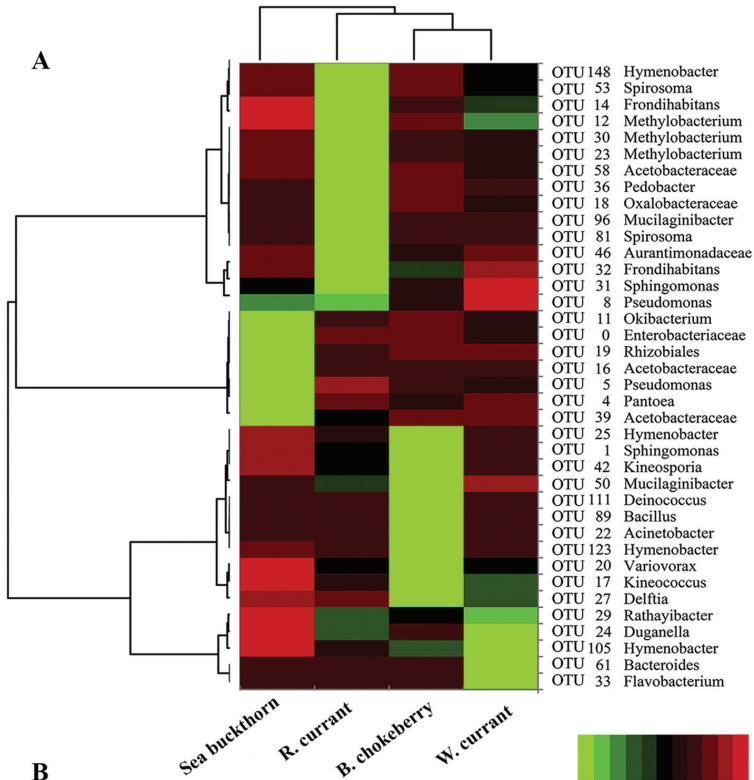 A
OTU 148 Hymenobacter
OTU 53 Spirosoma
OTU 14 Frondihabitans
OTU 12 Methylobacterium
OTU 30 Methylobacterium
OTU 23 Methylobacterium
OTU 58 Acetobacteraceae
OTU 36 Pedobacter
OTU 18 Oxalobacteraceae
OTU 96 Mucilaginibacter
OTU 81 Spirosoma
OTU 46 Aurantimonadaceae
OTU 32 Frondihabitans
OTU 31 Sphingomonas
OTU 8 Pseudomonas
OTU 11 Okibacterium
OTU 0 Enterobacteriaceae
OTU 19 Rhizobiales
OTU 16 Acetobacteraceae
OTU 5 Pseudomonas
OTU 4 Pantoea
OTU 39 Acetobacteraceae
OTU 25 Hymenobacter
OTU 1 Sphingomonas
OTU 42 Kineosporia
OTU 50 Mucilaginibacter
OTU 111 Deinococcus
OTU 89 Bacillus
OTU 22 Acinetobacter
OTU 123 Hymenobacter
OTU 20 Variovorax
OTU 17 Kineococcus
OTU 27 Delftia
OTU 29 Rathayibacter
OTU 24 Duganella
OTU 105 Hymenobacter
OTU 61 Bacteroides
OTU 33 Flavobacterium
Sea buckthorn
R. currant
B. chokeberry
W. currant
B